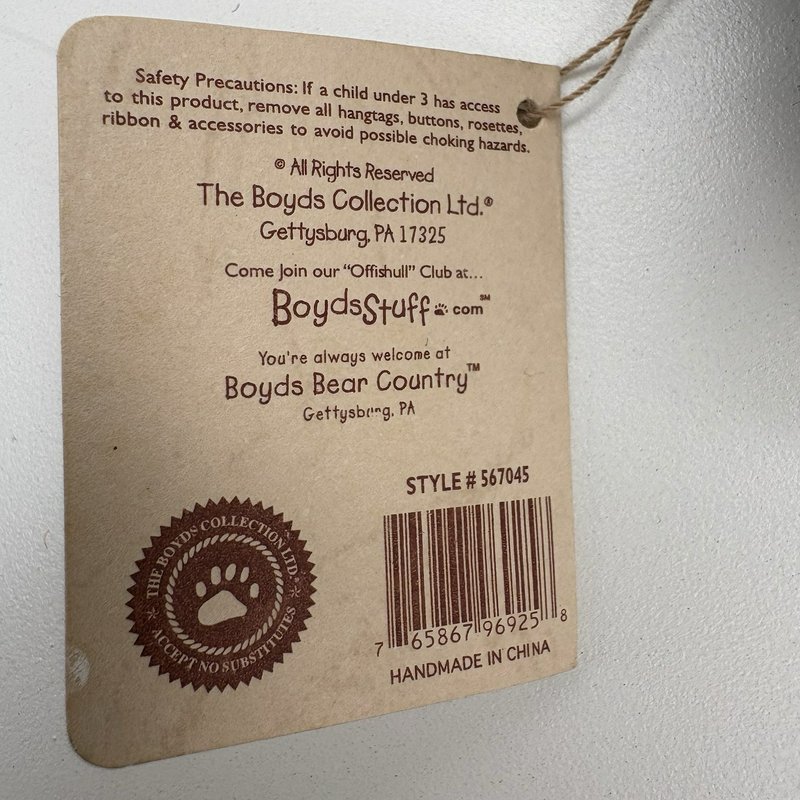 Safety Precautions: If a child under 3 has access
to this product, remove all hangtags, buttons, rosettes,
ribbon & accessories to avoid possible choking hazards.
© All Rights Reserved
The Boyds Collection Ltd.®
Gettysburg, PA 17325
Come Join our "Offishull" Club at...
BoydsStuff.com℠
You're always welcome at
Boyds Bear Country™
Gettysburg, PA
STYLE # 567045
7 65867 96925 8
HANDMADE IN CHINA
THE BOYDS COLLECTION LTD.®
ACCEPT NO SUBSTITUTES